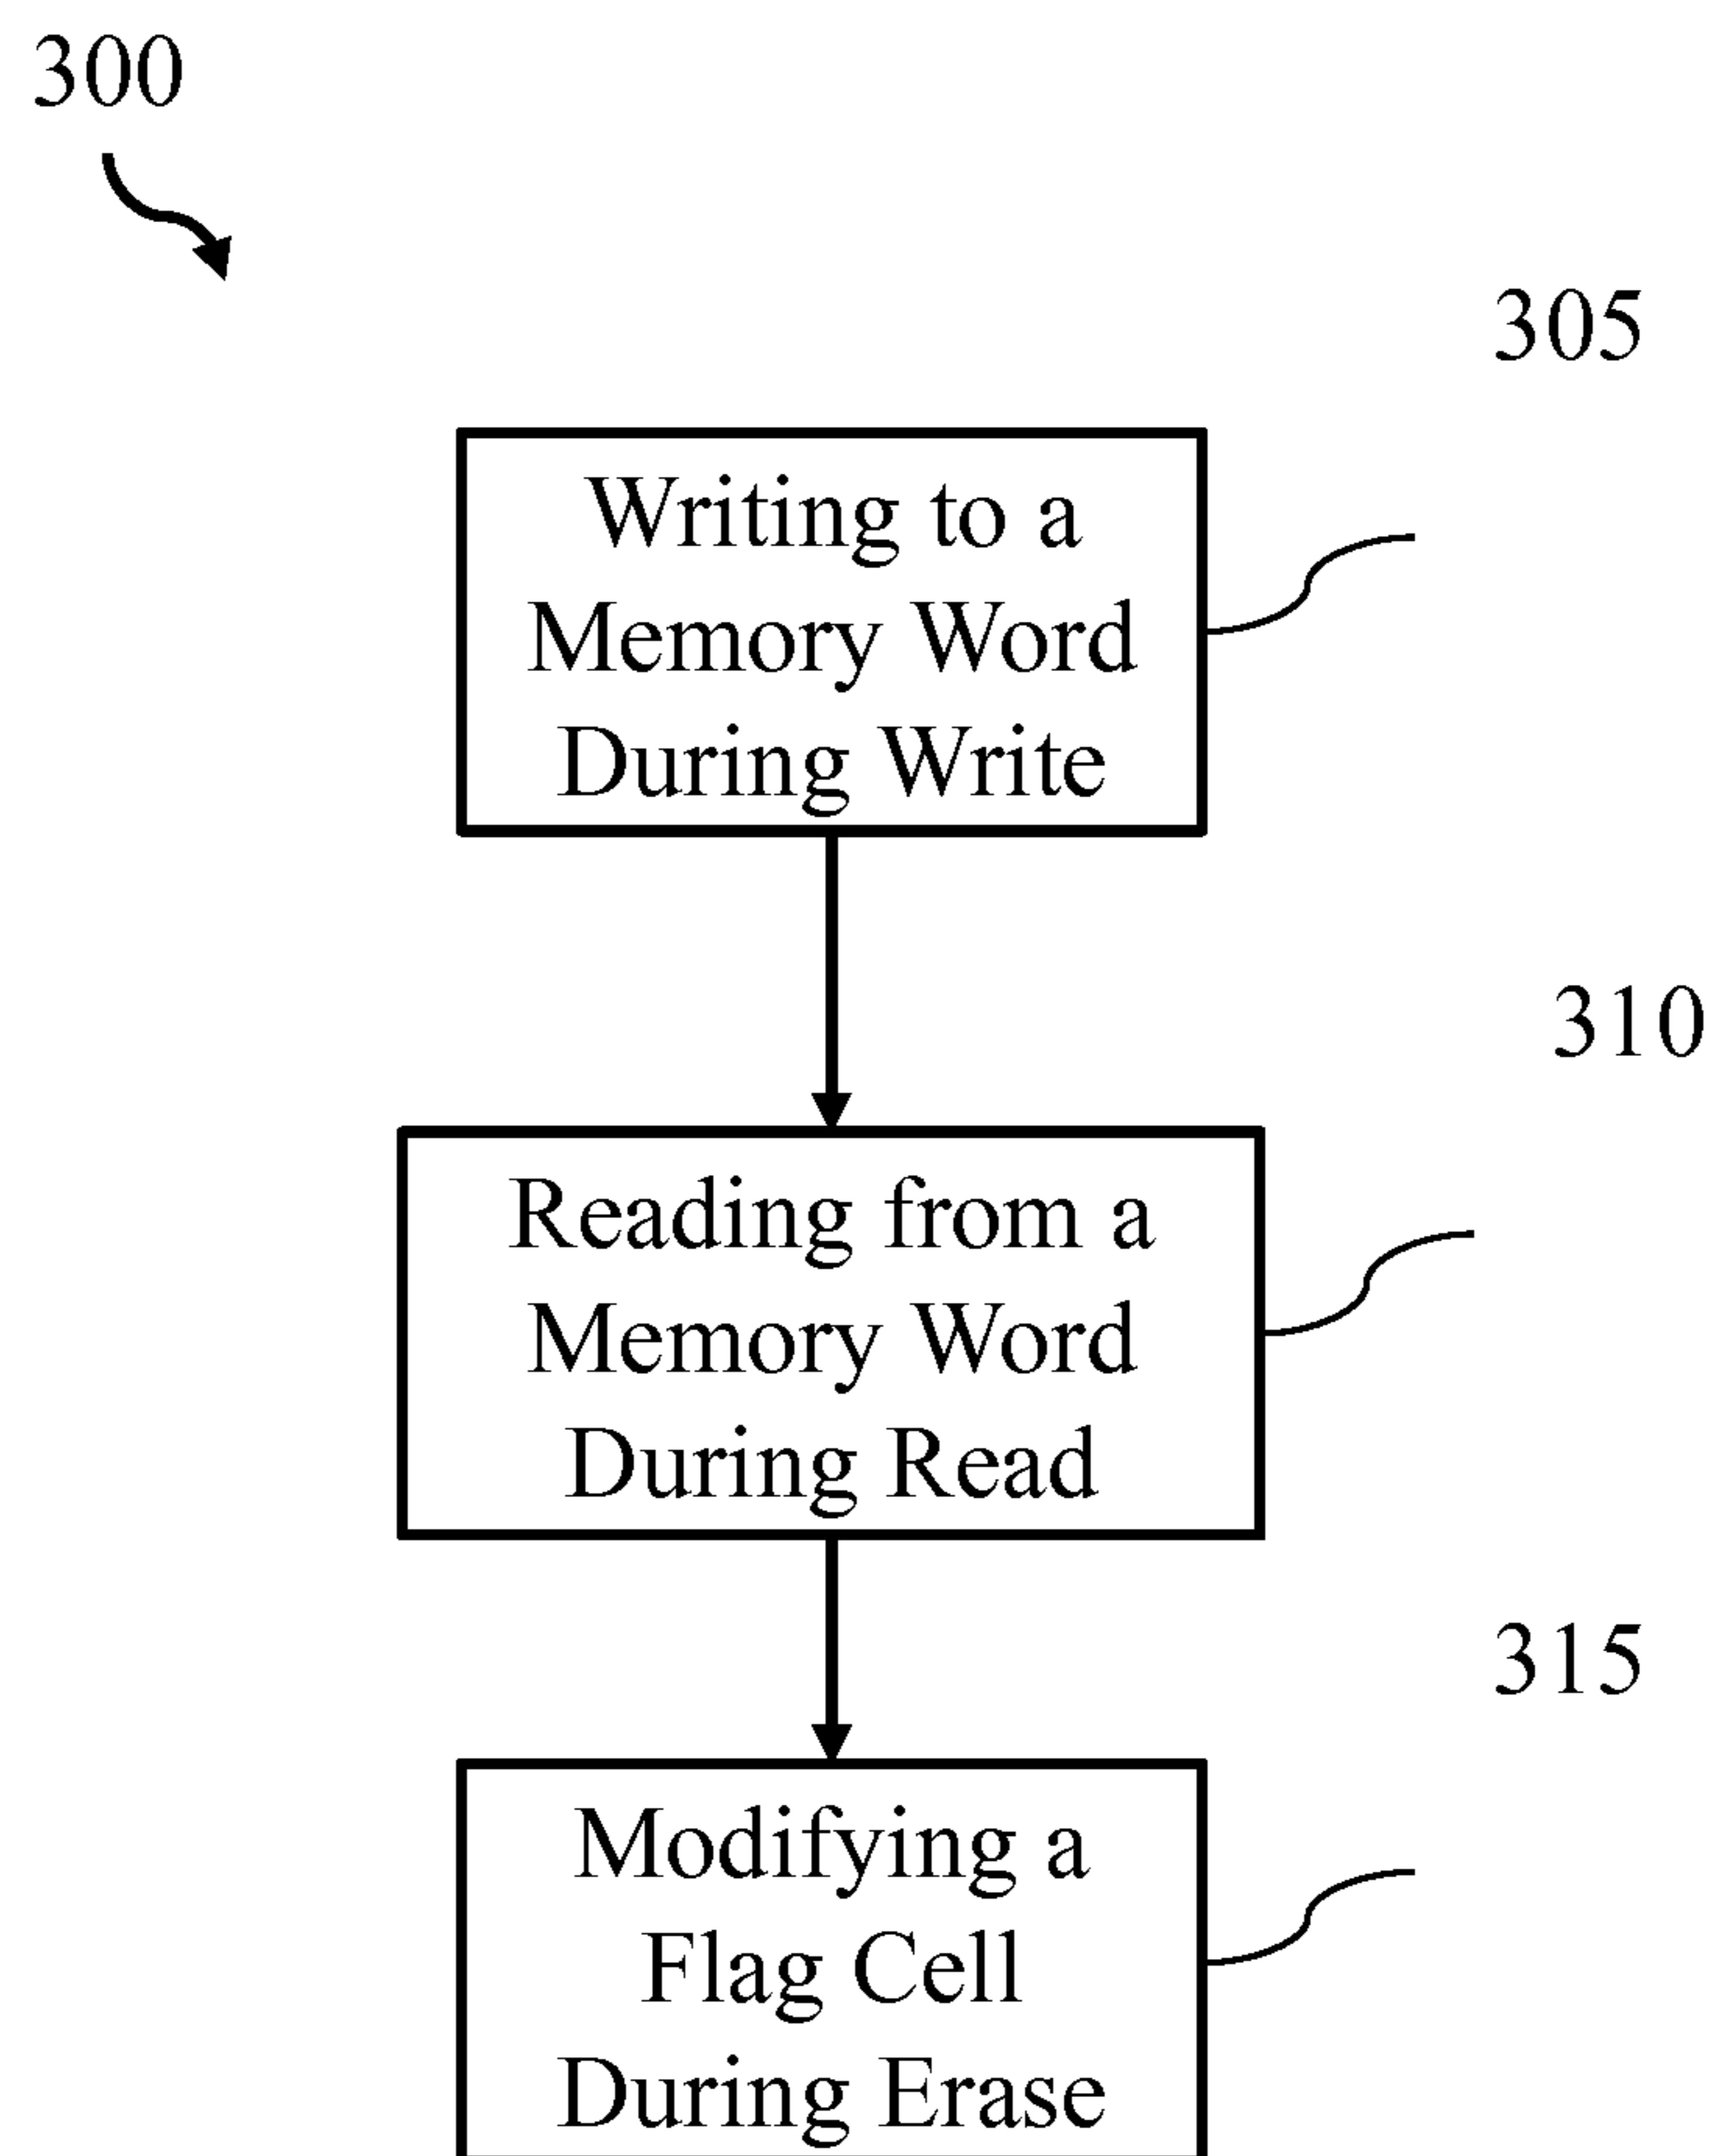 300
305
Writing to a
Memory Word
During Write
310
Reading from a
Memory Word
During Read
315
Modifying a
Flag Cell
During Erase